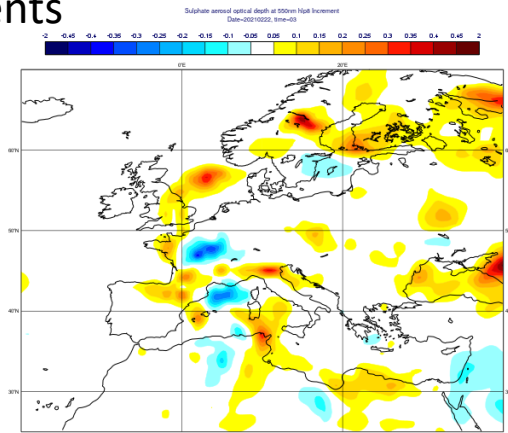 ents
Sulphate aerosol optical depth at 550nm Np8 Increment
Date=20210222, time=03
-2 -0.45 -0.4 -0.35 -0.3 -0.25 -0.2 -0.15 -0.1 -0.05 0.05 0.1 0.15 0.2 0.25 0.3 0.35 0.4 0.45 2
0°E 20°E
60°N
50°N
40°N
30°N